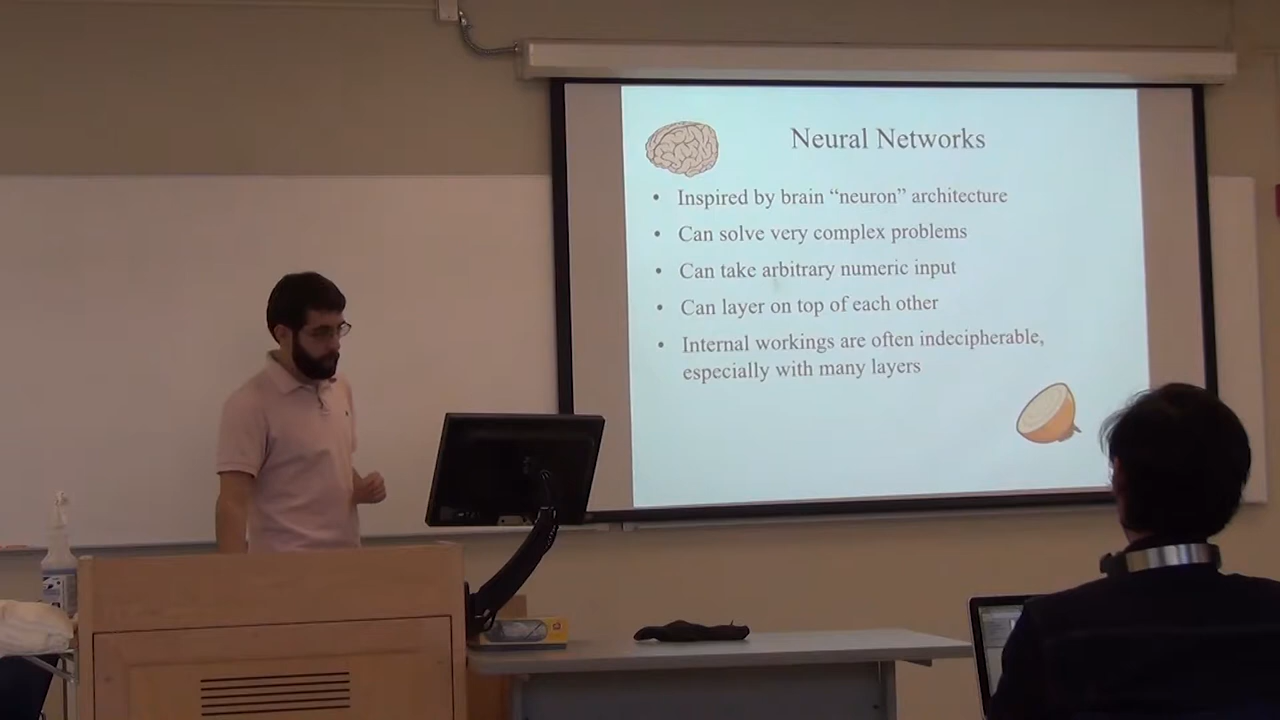 Neural Networks
• Inspired by brain “neuron” architecture
• Can solve very complex problems
• Can take arbitrary numeric input
• Can layer on top of each other
• Internal workings are often indecipherable,
especially with many layers